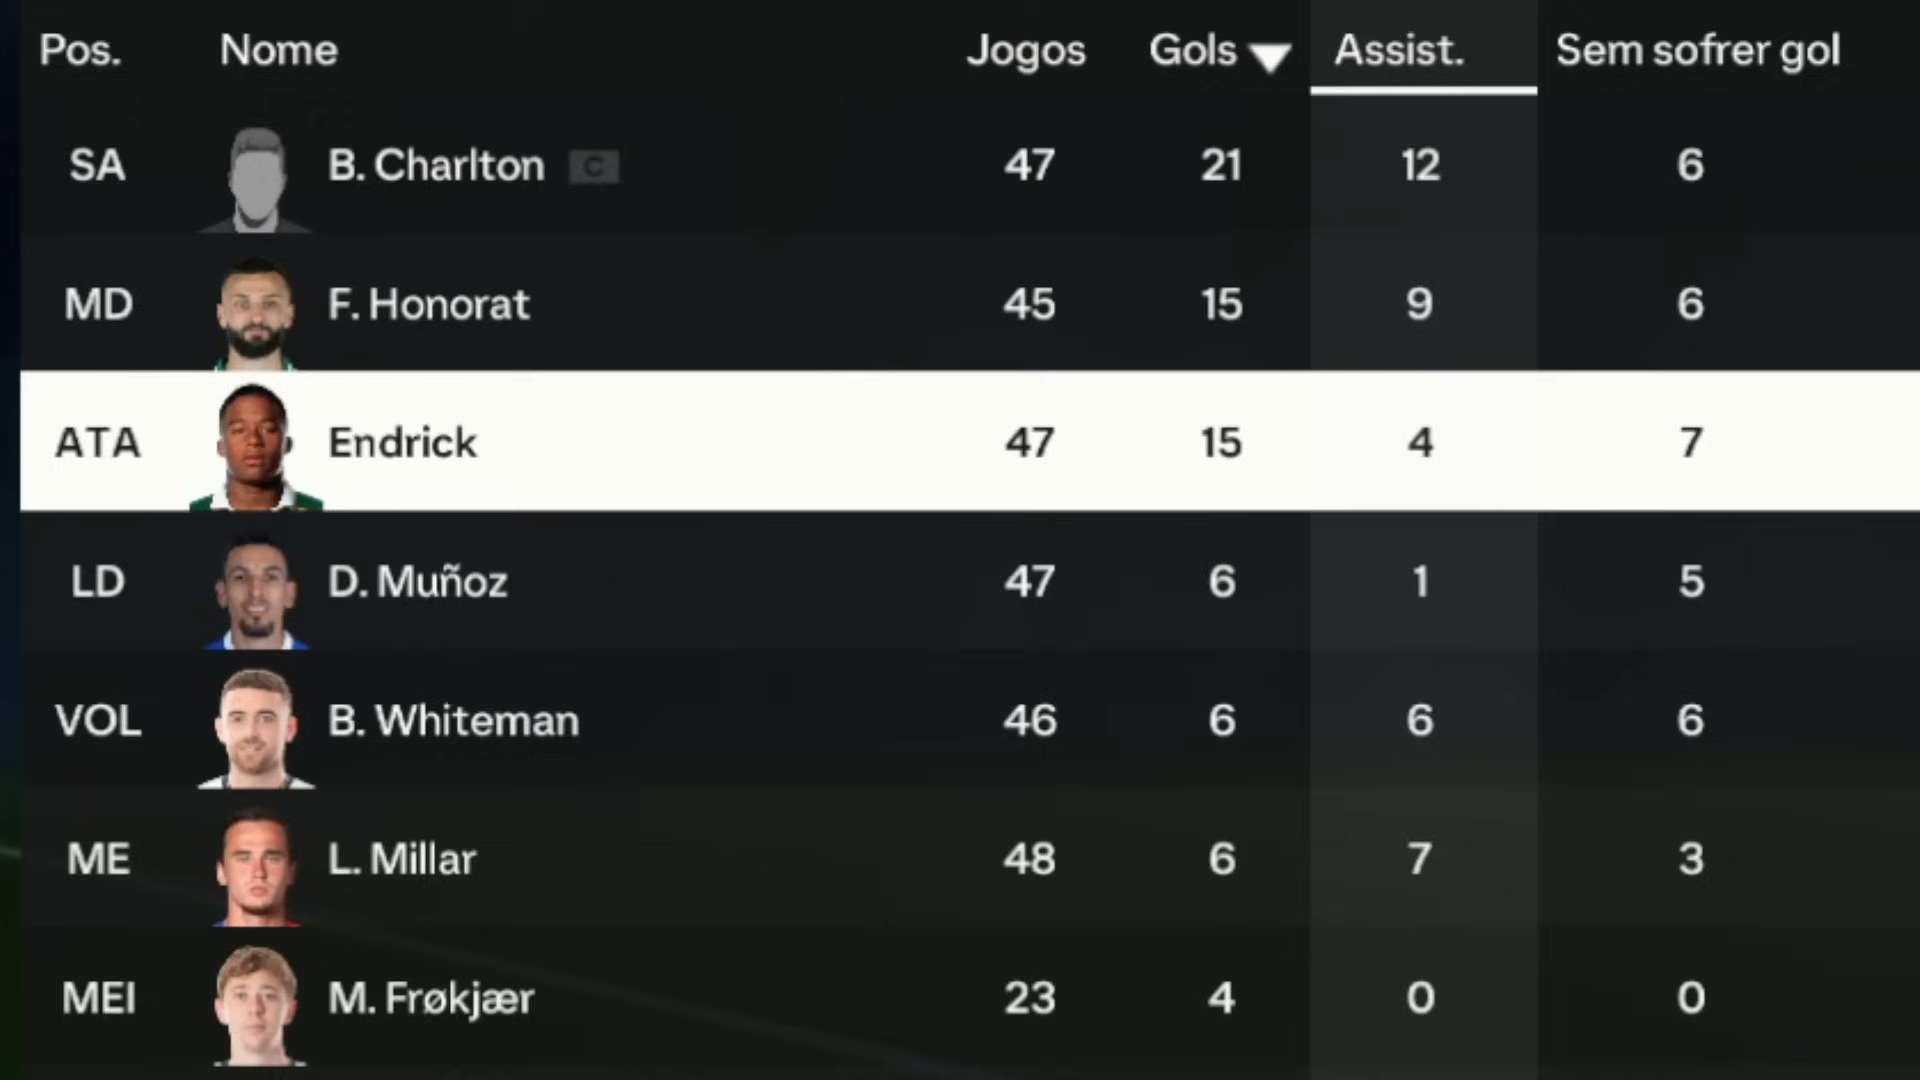 Pos. Nome Jogos Gols Assist. Sem sofrer gol
SA B. Charlton C 47 21 12 6
MD F. Honorat 45 15 9 6
ATA Endrick 47 15 4 7
LD D. Muñoz 47 6 1 5
VOL B. Whiteman 46 6 6 6
ME L. Millar 48 6 7 3
MEI M. Frøkjær 23 4 0 0